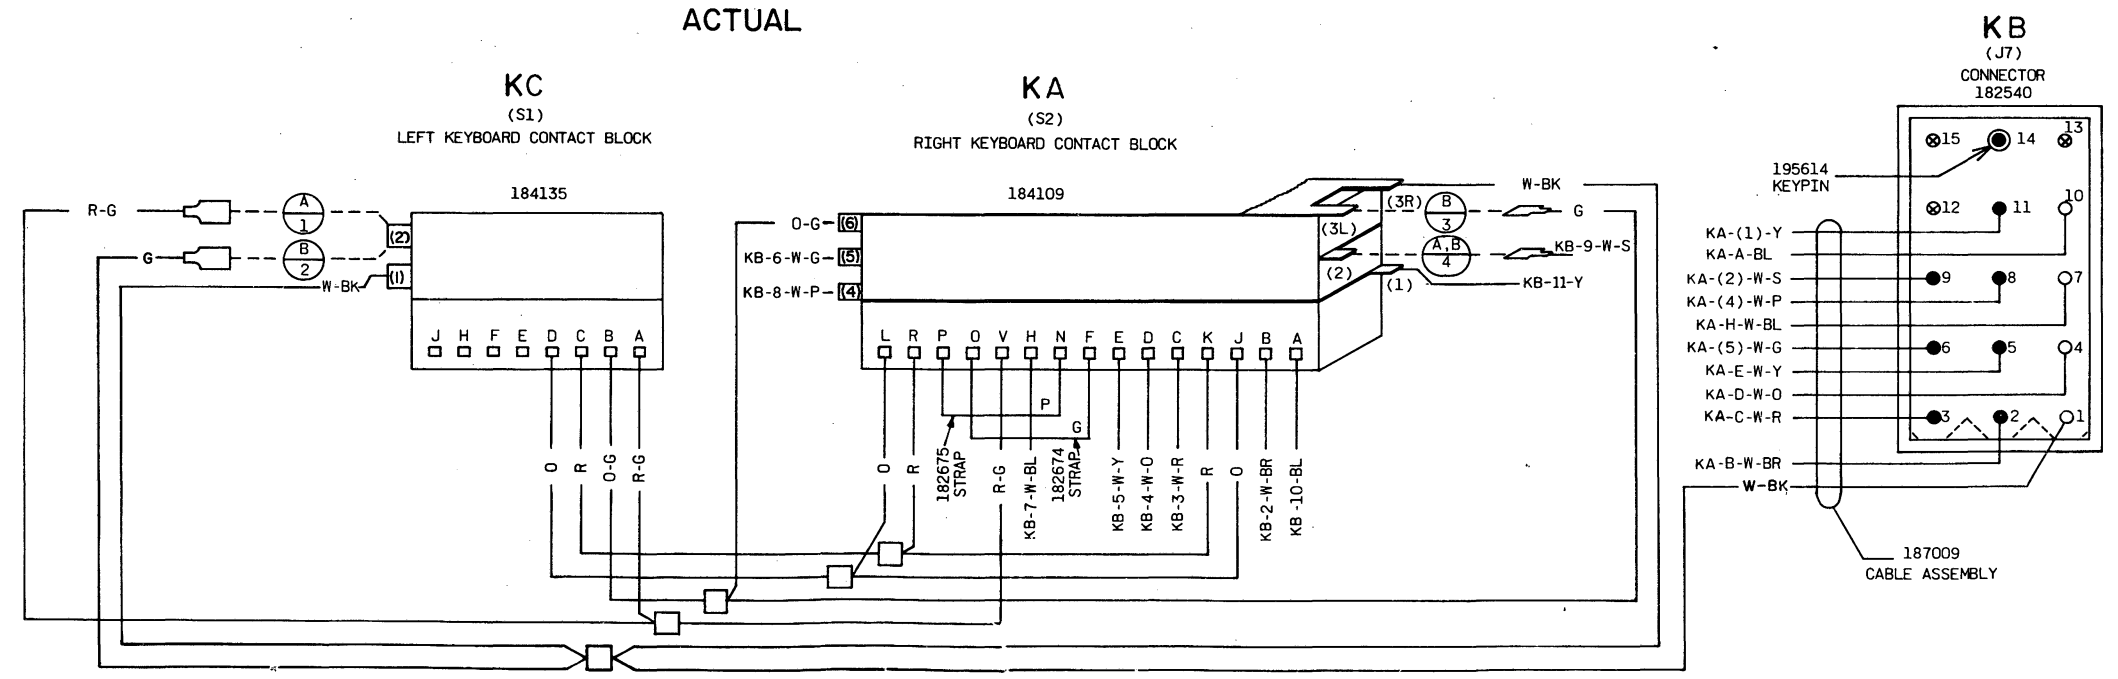 ACTUAL
KC
(S1)
LEFT KEYBOARD CONTACT BLOCK
184135
R-G
A
1
G
B
2
(2)
(1)
W-BK
J H F E D C B A
O
R
O-G
R-G
KA
(S2)
RIGHT KEYBOARD CONTACT BLOCK
184109
O-G
(6)
KB-6-W-G
(5)
KB-8-W-P
(4)
(3R)
(3L)
(2)
(1)
W-BK
B
3
G
A,B
4
KB-9-W-S
KB-11-Y
L R P O V H N F E D C K J B A
P
G
O
R
182675
STRAP
R-G
KB-7-W-BL
182674
STRAP
KB-5-W-Y
KB-4-W-O
KB-3-W-R
R
O
KB-2-W-BR
KB-10-BL
KB
(J7)
CONNECTOR
182540
15 14 13
195614
KEYPIN
12 11 10
KA-(1)-Y
KA-A-BL
KA-(2)-W-S
9 8 7
KA-(4)-W-P
KA-H-W-BL
KA-(5)-W-G
6 5 4
KA-E-W-Y
KA-D-W-O
KA-C-W-R
3 2 1
KA-B-W-BR
W-BK
187009
CABLE ASSEMBLY